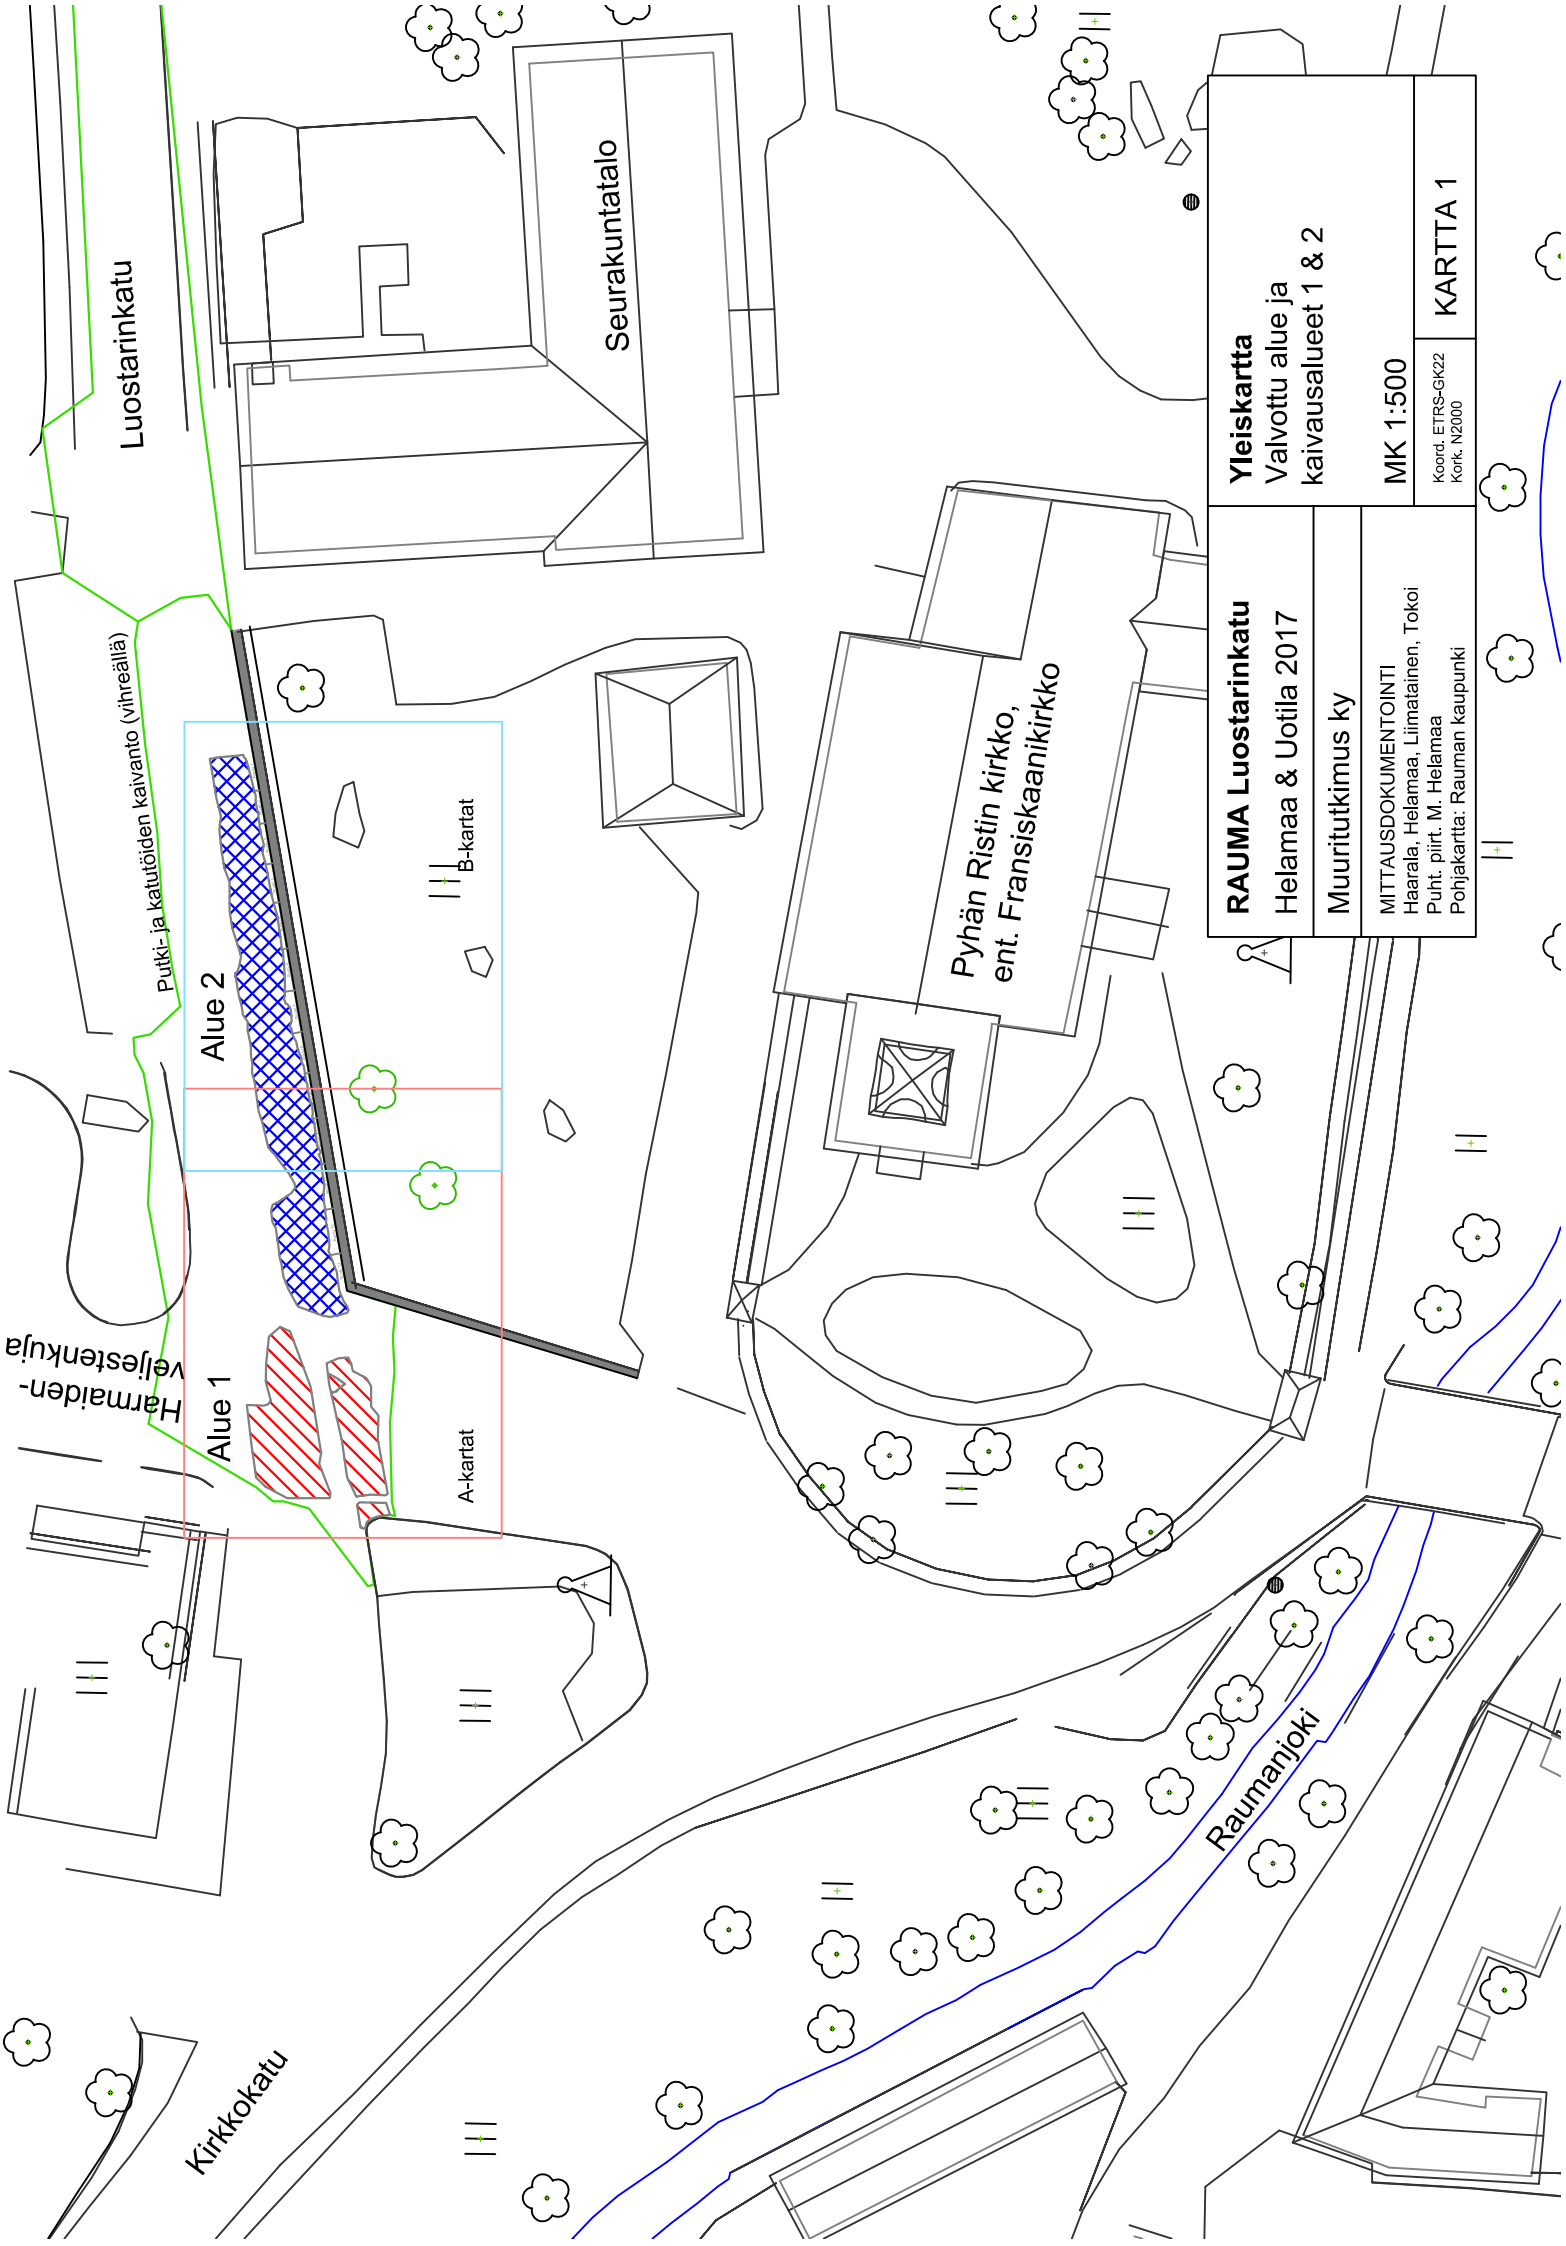 Luostarinkatu
Seurakuntatalo
Putki- ja katutöiden kaivanto (vihreällä)
Alue 2
B-kartat
Harmaiden-
veljestenkuja
Alue 1
A-kartat
Pyhän Ristin kirkko,
ent. Fransiskaanikirkko
Kirkkokatu
Raumanjoki
RAUMA Luostarinkatu
Helamaa & Uotila 2017
Muuritutkimus ky
MITTAUSDOKUMENTOINTI
Haarala, Helamaa, Liimatainen, Tokoi
Puht. piirt. M. Helamaa
Pohjakartta: Rauman kaupunki
Yleiskartta
Valvottu alue ja
kaivausalueet 1 & 2
MK 1:500
Koord. ETRS-GK22
Kork. N2000
KARTTA 1